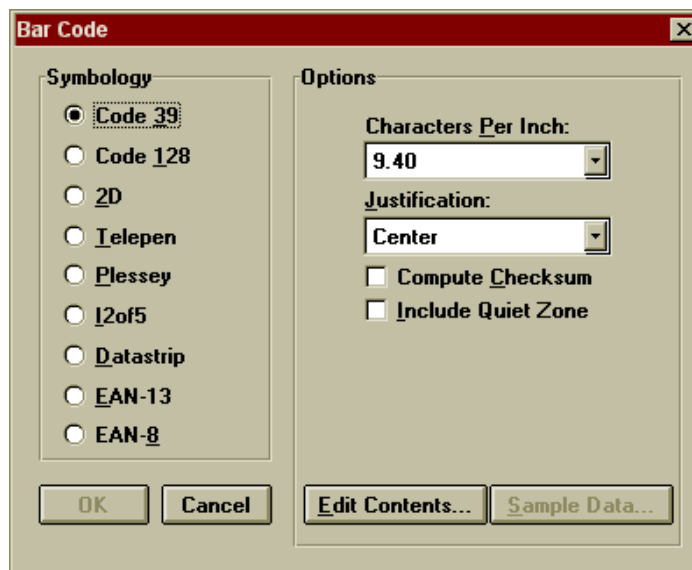 Bar Code
Symbology
Code 39
Code 128
2D
Telepen
Plessey
I2of5
Datastrip
EAN-13
EAN-8
OK
Cancel
Options
Characters Per Inch:
9.40
Justification:
Center
Compute Checksum
Include Quiet Zone
Edit Contents...
Sample Data...